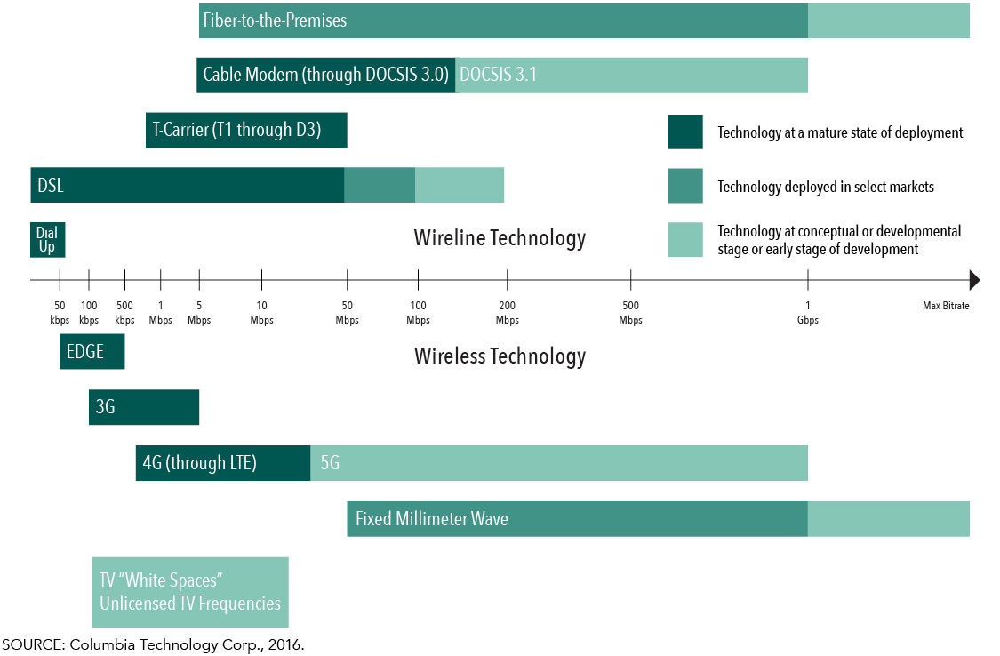 Fiber-to-the-Premises
Cable Modem (through DOCSIS 3.0) DOCSIS 3.1
T-Carrier (T1 through D3)
Technology at a mature state of deployment
DSL
Technology deployed in select markets
Dial
Up
Wireline Technology
Technology at conceptual or developmental
stage or early stage of development
50 100 500 1 5 10 50 100 200 500 1 Max Bitrate
kbps kbps kbps Mbps Mbps Mbps Mbps Mbps Mbps Mbps Gbps
EDGE
Wireless Technology
3G
4G (through LTE) 5G
Fixed Millimeter Wave
TV “White Spaces”
Unlicensed TV Frequencies
SOURCE: Columbia Technology Corp., 2016.